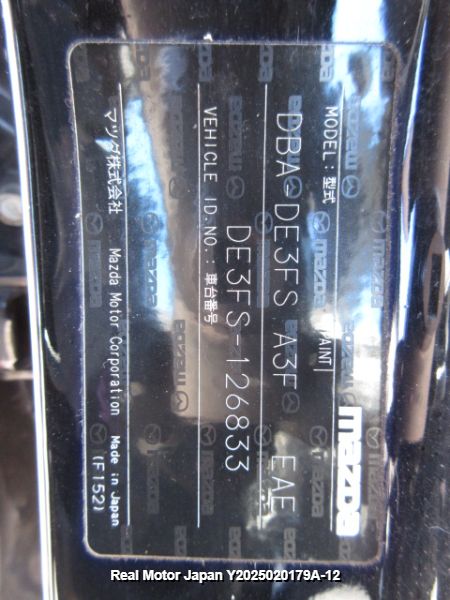 mazda
MODEL: 型式
PAINT
DBA-DE3FS A3F EAE
VEHICLE ID.NO.: 車台番号
DE3FS-126833
マツダ株式会社 Mazda Motor Corporation Made in Japan
(F152)
Real Motor Japan Y2025020179A-12